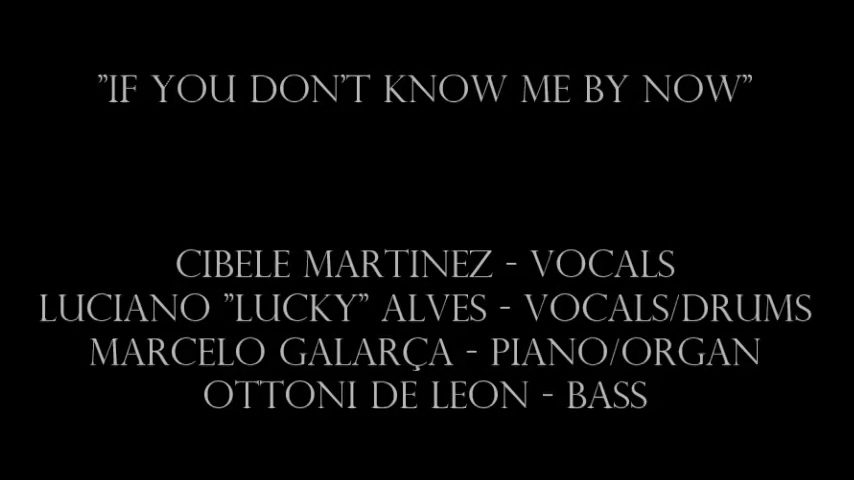 "IF YOU DON'T KNOW ME BY NOW"
CIBELE MARTINEZ - VOCALS
LUCIANO "LUCKY" ALVES - VOCALS/DRUMS
MARCELO GALARÇA - PIANO/ORGAN
OTTONI DE LEON - BASS